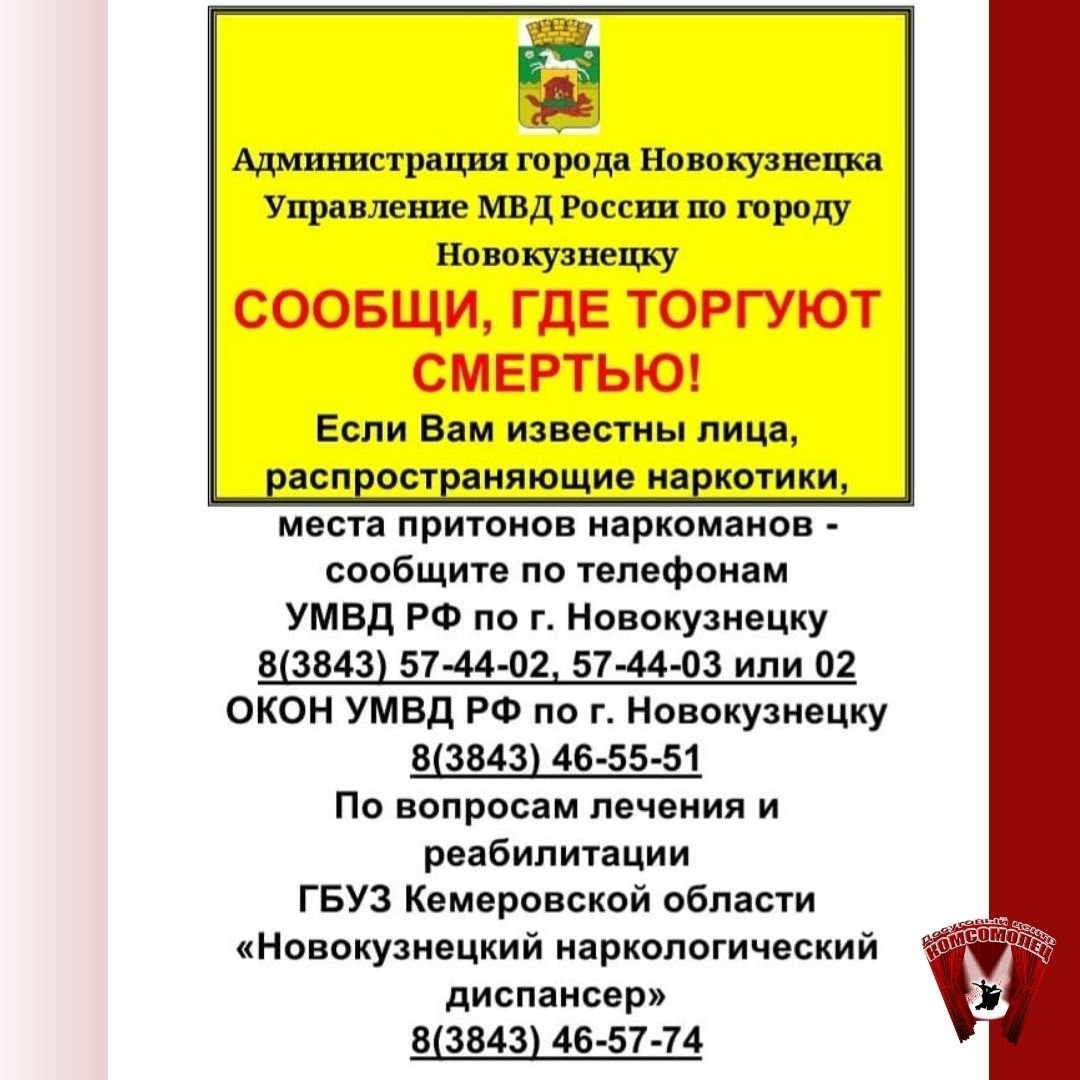 Администрация города Новокузнецка
Управление МВД России по городу
Новокузнецку
СООБЩИ, ГДЕ ТОРГУЮТ
СМЕРТЬЮ!
Если Вам известны лица,
распространяющие наркотики,
места притонов наркоманов -
сообщите по телефонам
УМВД РФ по г. Новокузнецку
8(3843) 57-44-02, 57-44-03 или 02
ОКОН УМВД РФ по г. Новокузнецку
8(3843) 46-55-51
По вопросам лечения и
реабилитации
ГБУЗ Кемеровской области
«Новокузнецкий наркологический
диспансер»
8(3843) 46-57-74
Досуговый центр
КОМСОМОЛЕЦ